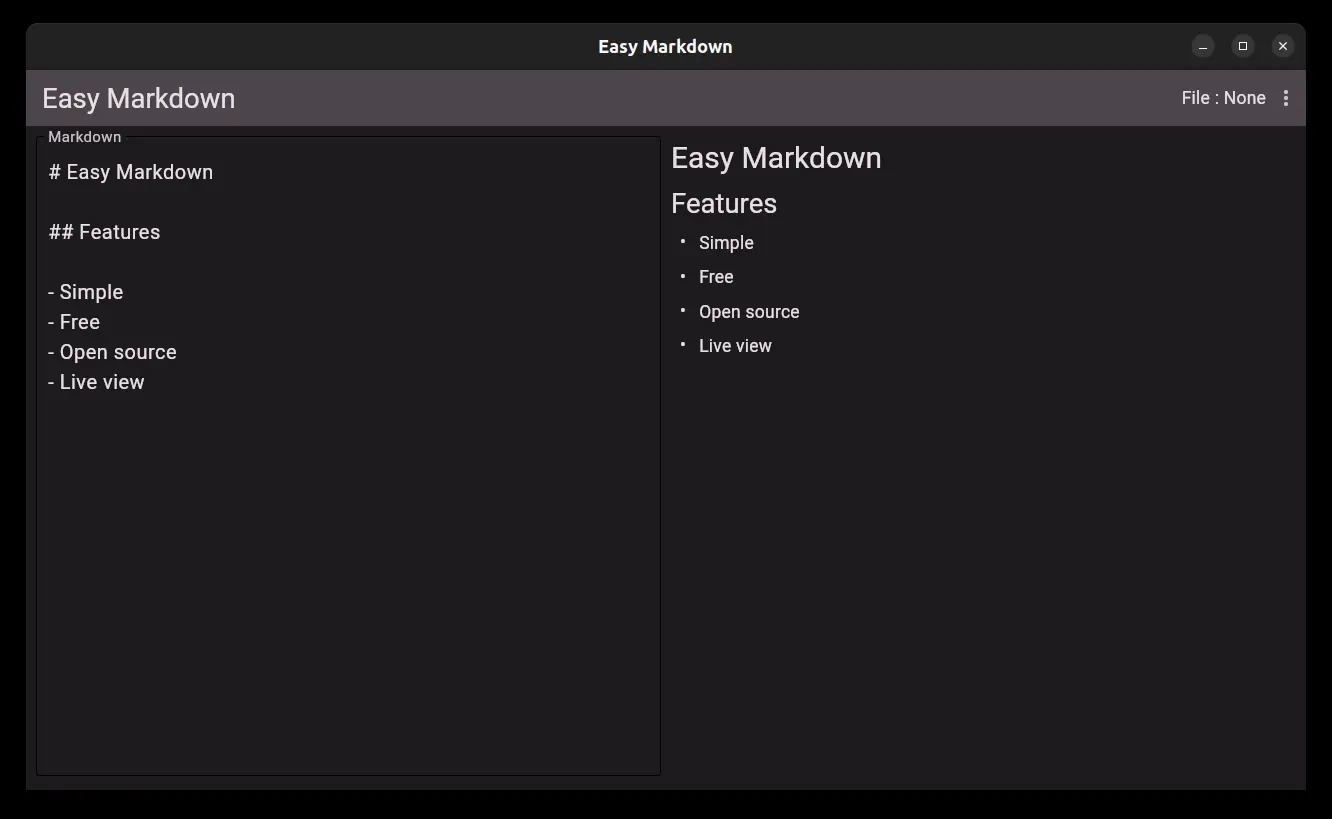 Easy Markdown
Easy Markdown
File : None
Markdown
# Easy Markdown
## Features
- Simple
- Free
- Open source
- Live view
Easy Markdown
Features
• Simple
• Free
• Open source
• Live view